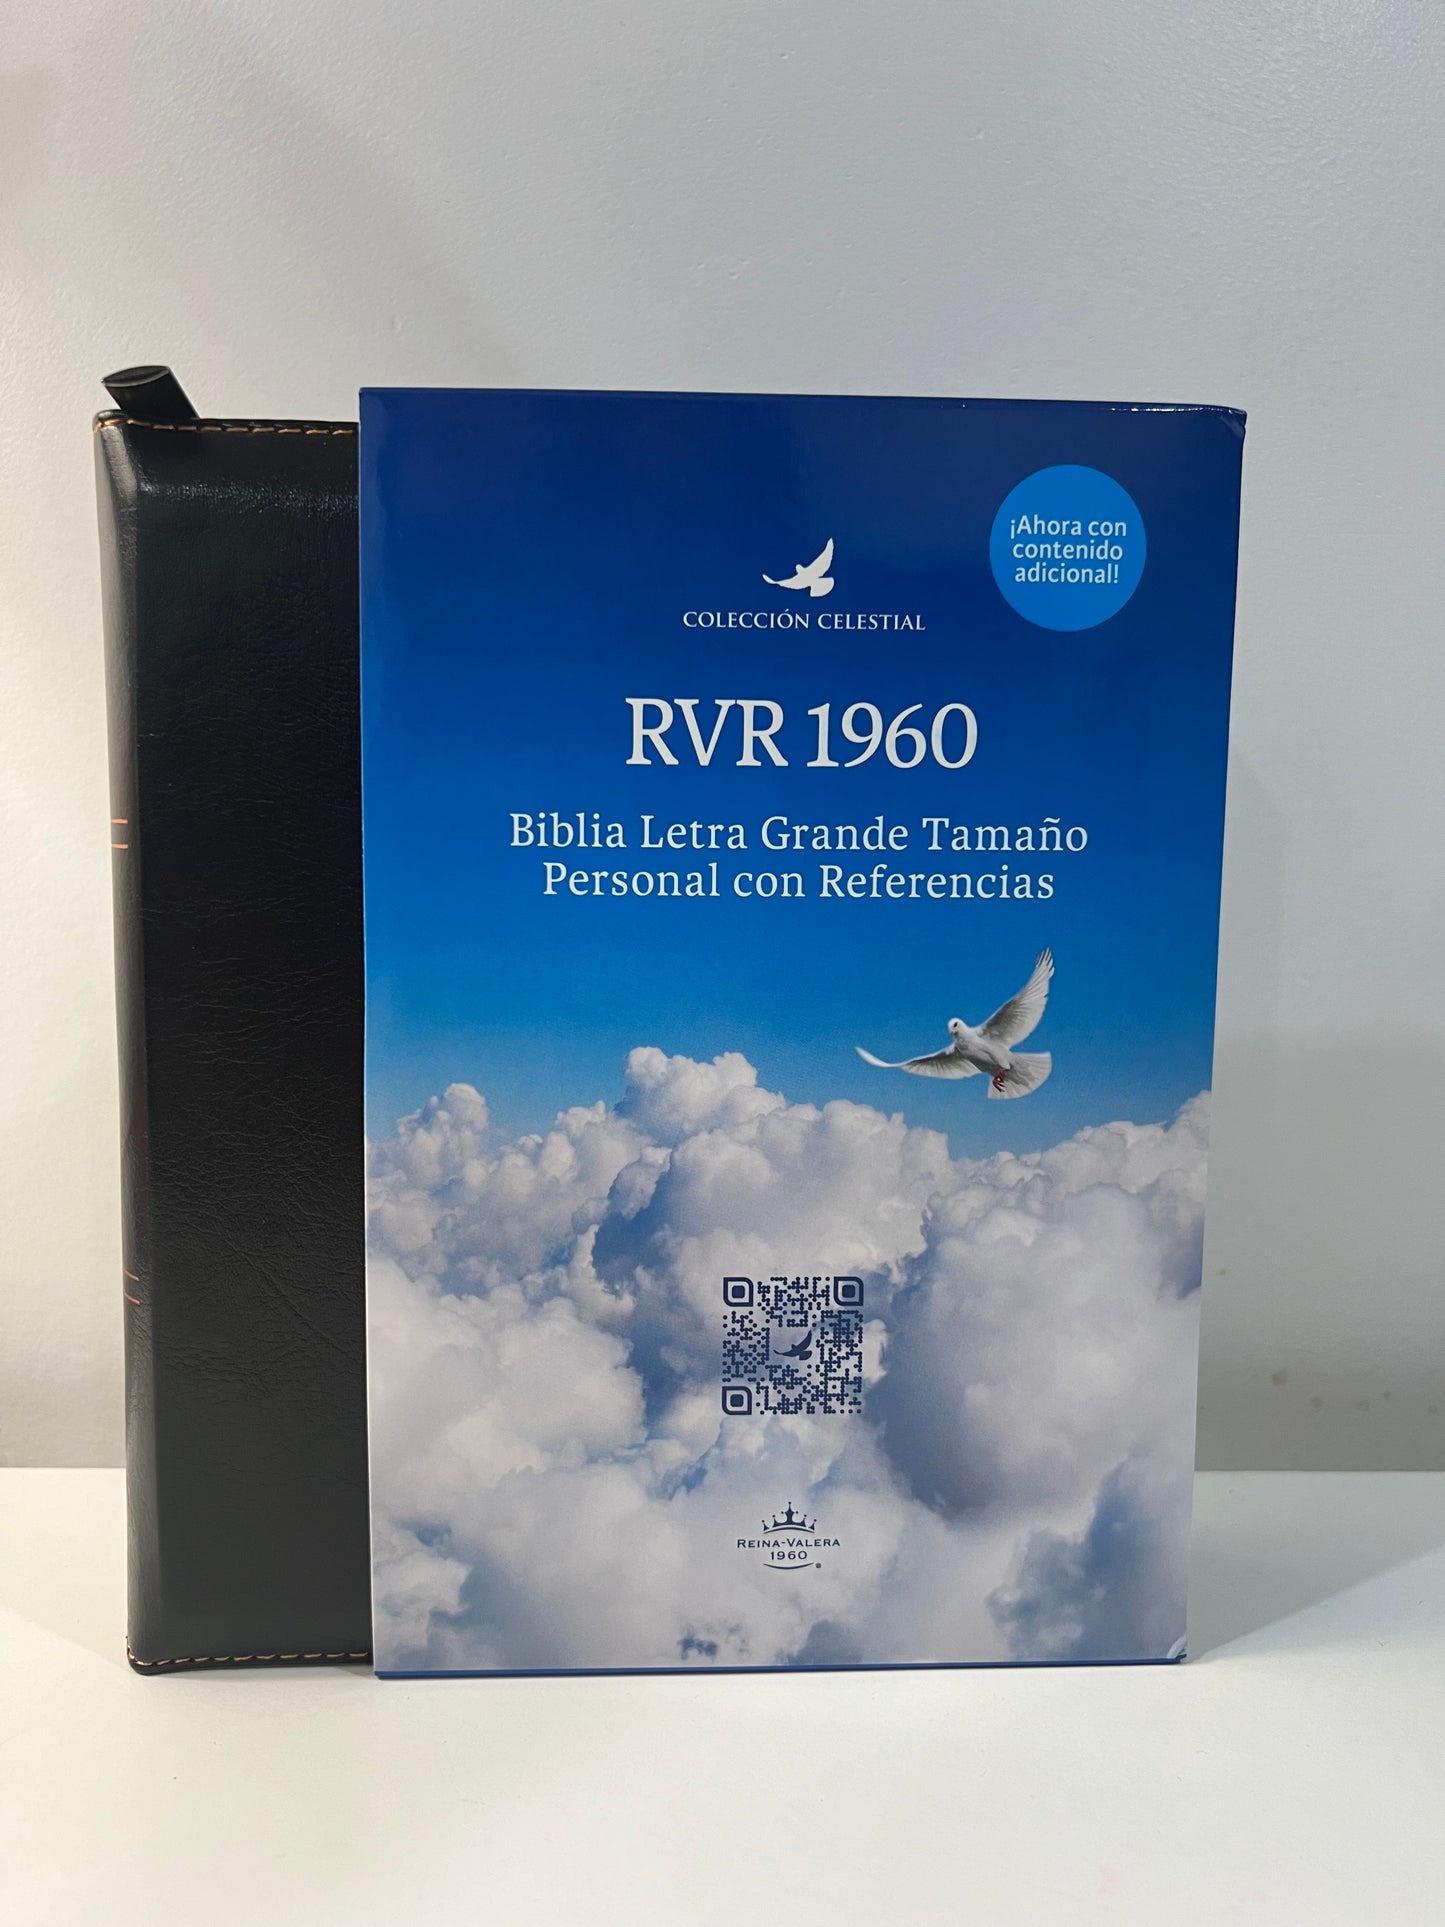 ¡Ahora con
contenido
adicional!
COLECCIÓN CELESTIAL
RVR 1960
Biblia Letra Grande Tamaño
Personal con Referencias
REINA-VALERA
1960
®